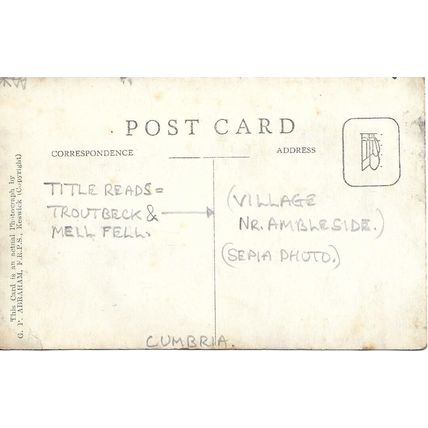 POST CARD
CORRESPONDENCE
ADDRESS
This Card is an actual Photograph by
G. P. ABRAHAM, F.R.P.S., Keswick (Copyright)
TITLE READS=
TROUTBECK &
MELL FELL.
(VILLAGE
NR. AMBLESIDE.)
(SEPIA PHOTO.)
CUMBRIA.